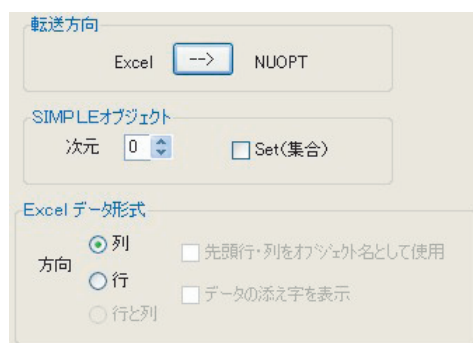 転送方向
Excel --> NUOPT
SIMPLEオブジェクト
次元 0 Set(集合)
Excel データ形式
方向
列
行
行と列
先頭行・列をオブジェクト名として使用
データの添え字を表示